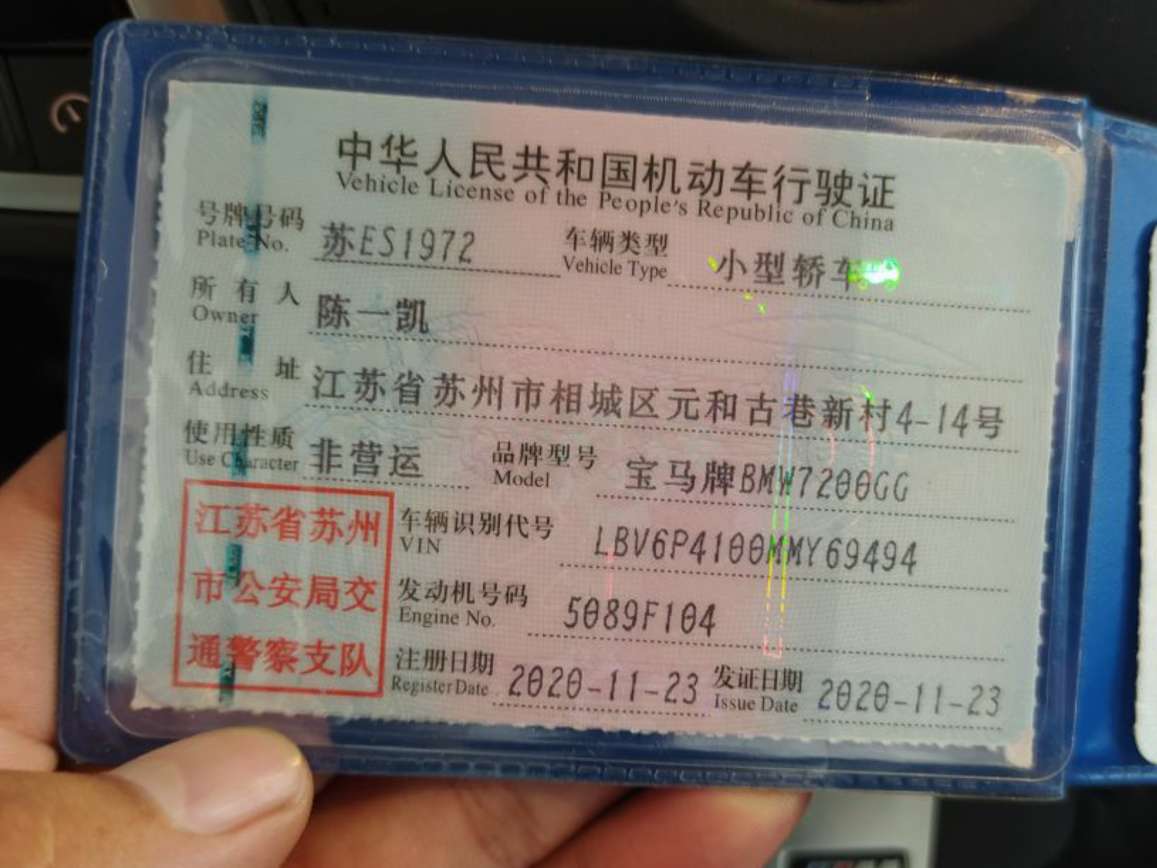 中华人民共和国机动车行驶证
Vehicle License of the People's Republic of China
号牌号码 苏ES1972 车辆类型 小型轿车
Plate No. Vehicle Type
所有人 陈一凯
Owner
住址 江苏省苏州市相城区元和古巷新村4-14号
Address
使用性质 非营运 品牌型号 宝马牌BMW7200GG
Use Character Model
江苏省苏州
市公安局交
通警察支队
车辆识别代号 LBV6P4100MMY69494
VIN
发动机号码 5089F104
Engine No.
注册日期 2020-11-23 发证日期 2020-11-23
Register Date Issue Date